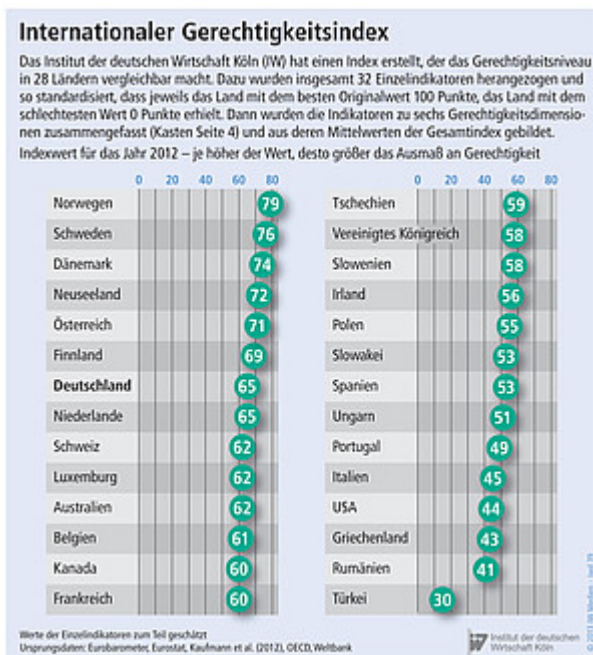 Internationaler Gerechtigkeitsindex
Das Institut der deutschen Wirtschaft Köln (IW) hat einen Index erstellt, der das Gerechtigkeitsniveau
in 28 Ländern vergleichbar macht. Dazu wurden insgesamt 32 Einzelindikatoren herangezogen und
so standardisiert, dass jeweils das Land mit dem besten Originalwert 100 Punkte, das Land mit dem
schlechtesten Wert 0 Punkte erhielt. Dann wurden die Indikatoren zu sechs Gerechtigkeitsdimensio-
nen zusammengefasst (Kasten Seite 4) und aus deren Mittelwerten der Gesamtindex gebildet.
Indexwert für das Jahr 2012 – je höher der Wert, desto größer das Ausmaß an Gerechtigkeit
0 20 40 60 80
Norwegen 79
Schweden 76
Dänemark 74
Neuseeland 72
Österreich 71
Finnland 69
Deutschland 65
Niederlande 65
Schweiz 62
Luxemburg 62
Australien 62
Belgien 61
Kanada 60
Frankreich 60
0 20 40 60 80
Tschechien 59
Vereinigtes Königreich 58
Slowenien 58
Irland 56
Polen 55
Slowakei 53
Spanien 53
Ungarn 51
Portugal 49
Italien 45
USA 44
Griechenland 43
Rumänien 41
Türkei 30
Werte der Einzelindikatoren zum Teil geschätzt
Ursprungsdaten: Eurobarometer, Eurostat, Kaufmann et al. (2012), OECD, Weltbank
Institut der deutschen
Wirtschaft Köln
© 2013 IW Medien